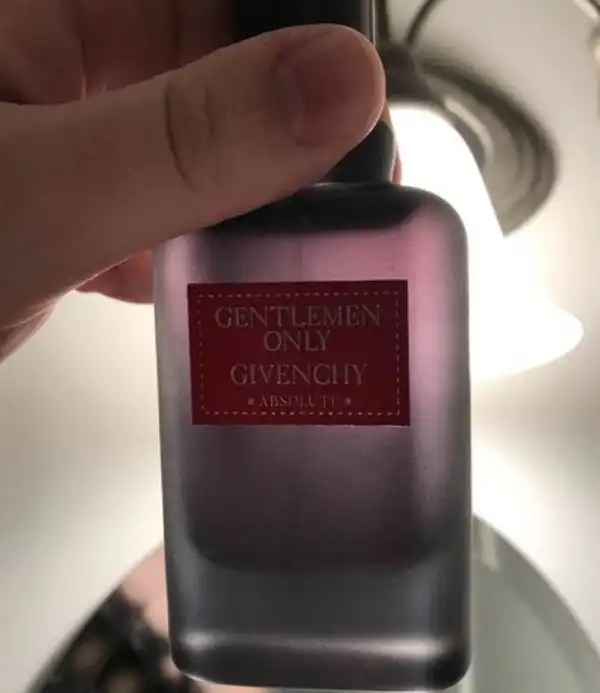 GENTLEMEN
ONLY
GIVENCHY
* ABSOLUTE *